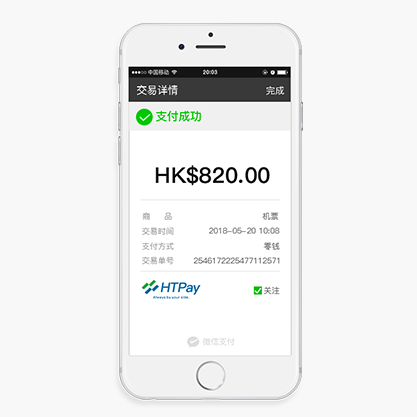 中国移动 20:03
交易详情 完成
支付成功
HK$820.00
商 品 机票
交易时间 2018-05-20 10:08
支付方式 零钱
交易单号 2546172225477112571
HTPay 关注
Always by your side.
微信支付